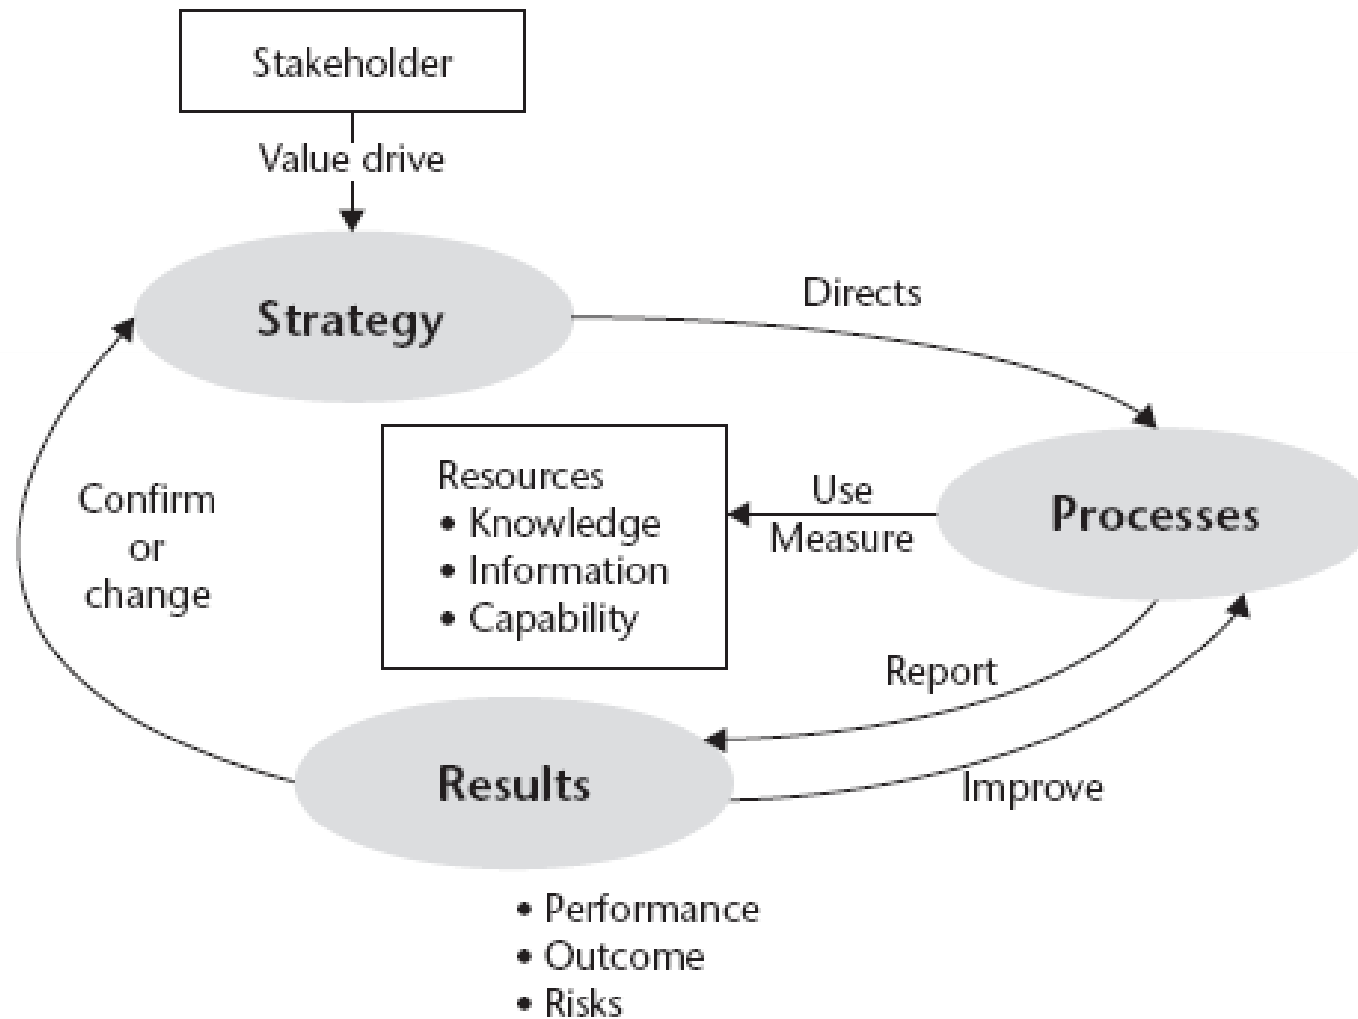 Stakeholder
Value drive
Strategy
Directs
Resources
• Knowledge
• Information
• Capability
Use
Measure
Processes
Confirm
or
change
Report
Results
Improve
• Performance
• Outcome
• Risks